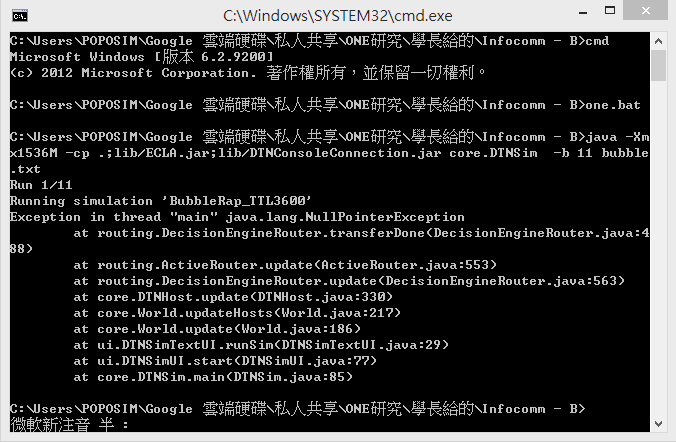 C:\Windows\SYSTEM32\cmd.exe
C:\Users\POPOSIM\Google 雲端硬碟\私人共享\ONE研究\學長給的\Infocomm - B>cmd
Microsoft Windows [版本 6.2.9200]
(c) 2012 Microsoft Corporation. 著作權所有，並保留一切權利。
C:\Users\POPOSIM\Google 雲端硬碟\私人共享\ONE研究\學長給的\Infocomm - B>one.bat
C:\Users\POPOSIM\Google 雲端硬碟\私人共享\ONE研究\學長給的\Infocomm - B>java -Xm
x1536M -cp .;lib/ECLA.jar;lib/DTNConsoleConnection.jar core.DTNSim  -b 11 bubble
.txt
Run 1/11
Running simulation 'BubbleRap_TTL3600'
Exception in thread "main" java.lang.NullPointerException
        at routing.DecisionEngineRouter.transferDone(DecisionEngineRouter.java:4
88)
        at routing.ActiveRouter.update(ActiveRouter.java:553)
        at routing.DecisionEngineRouter.update(DecisionEngineRouter.java:563)
        at core.DTNHost.update(DTNHost.java:330)
        at core.World.updateHosts(World.java:217)
        at core.World.update(World.java:186)
        at ui.DTNSimTextUI.runSim(DTNSimTextUI.java:29)
        at ui.DTNSimUI.start(DTNSimUI.java:77)
        at core.DTNSim.main(DTNSim.java:85)
C:\Users\POPOSIM\Google 雲端硬碟\私人共享\ONE研究\學長給的\Infocomm - B>
微軟新注音 半 :